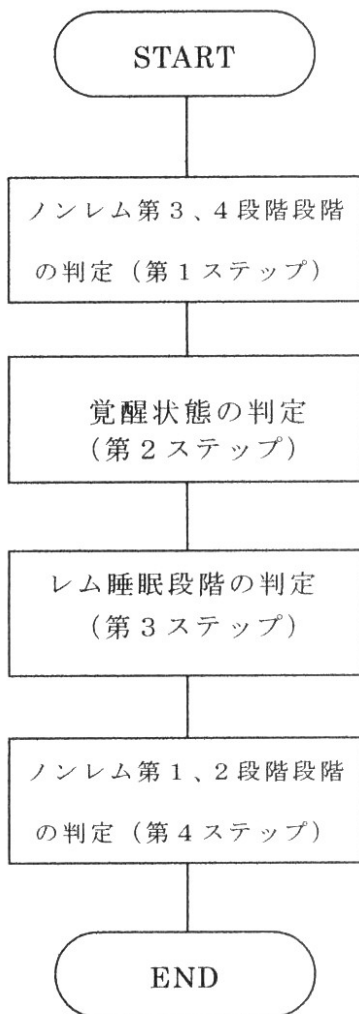 START
ノンレム第3、4段階段階
の判定（第1ステップ）
覚醒状態の判定
（第2ステップ）
レム睡眠段階の判定
（第3ステップ）
ノンレム第1、2段階段階
の判定（第4ステップ）
END